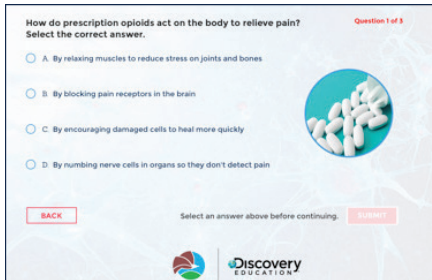 How do prescription opioids act on the body to relieve pain?
Select the correct answer.
Question 1 of 3
A. By relaxing muscles to reduce stress on joints and bones
B. By blocking pain receptors in the brain
C. By encouraging damaged cells to heal more quickly
D. By numbing nerve cells in organs so they don't detect pain
BACK
Select an answer above before continuing.
SUBMIT
Discovery
EDUCATION